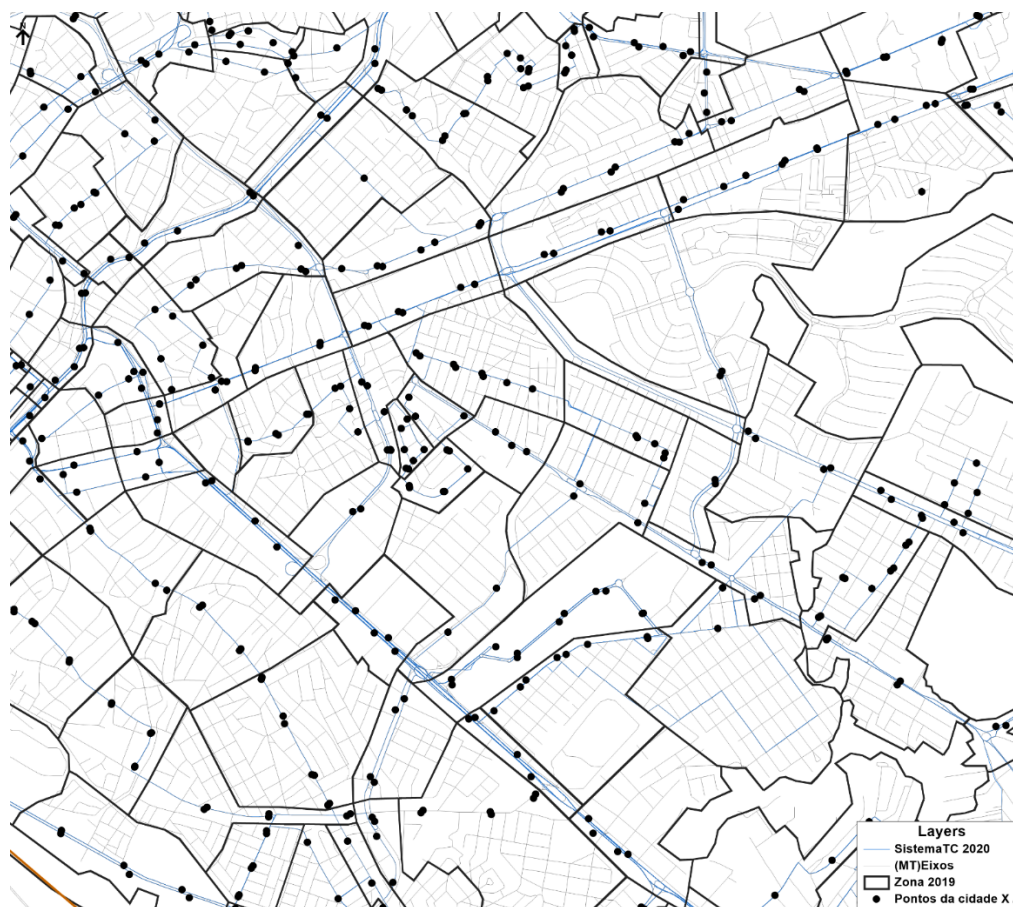 Layers
SistemaTC 2020
(MT)Eixos
Zona 2019
Pontos da cidade X